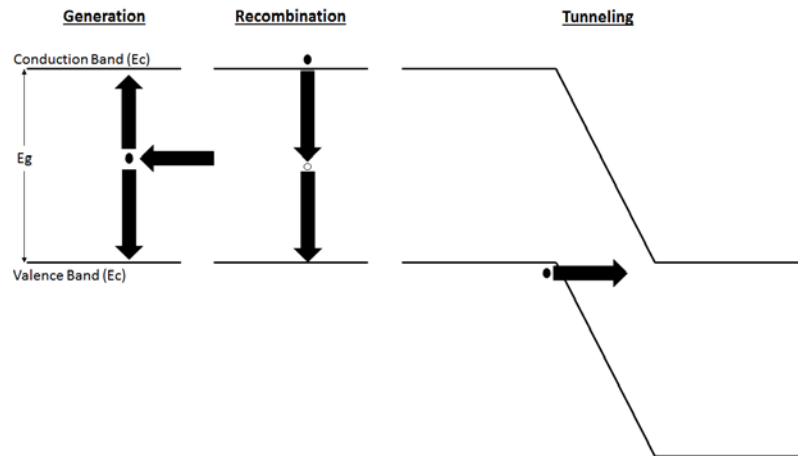 Generation
Recombination
Tunneling
Conduction Band (Ec)
Eg
Valence Band (Ec)